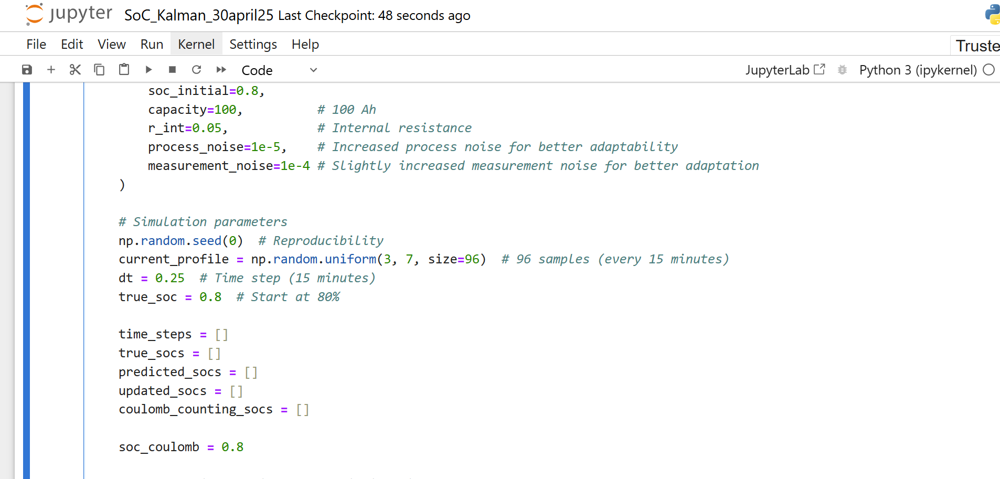 jupyter SoC_Kalman_30april25 Last Checkpoint: 48 seconds ago
File Edit View Run Kernel Settings Help
Code JupyterLab Python 3 (ipykernel)
soc_initial=0.8,
capacity=100, # 100 Ah
r_int=0.05, # Internal resistance
process_noise=1e-5, # Increased process noise for better adaptability
measurement_noise=1e-4 # Slightly increased measurement noise for better adaptation
)
# Simulation parameters
np.random.seed(0) # Reproducibility
current_profile = np.random.uniform(3, 7, size=96) # 96 samples (every 15 minutes)
dt = 0.25 # Time step (15 minutes)
true_soc = 0.8 # Start at 80%
time_steps = []
true_socs = []
predicted_socs = []
updated_socs = []
coulomb_counting_socs = []
soc_coulomb = 0.8